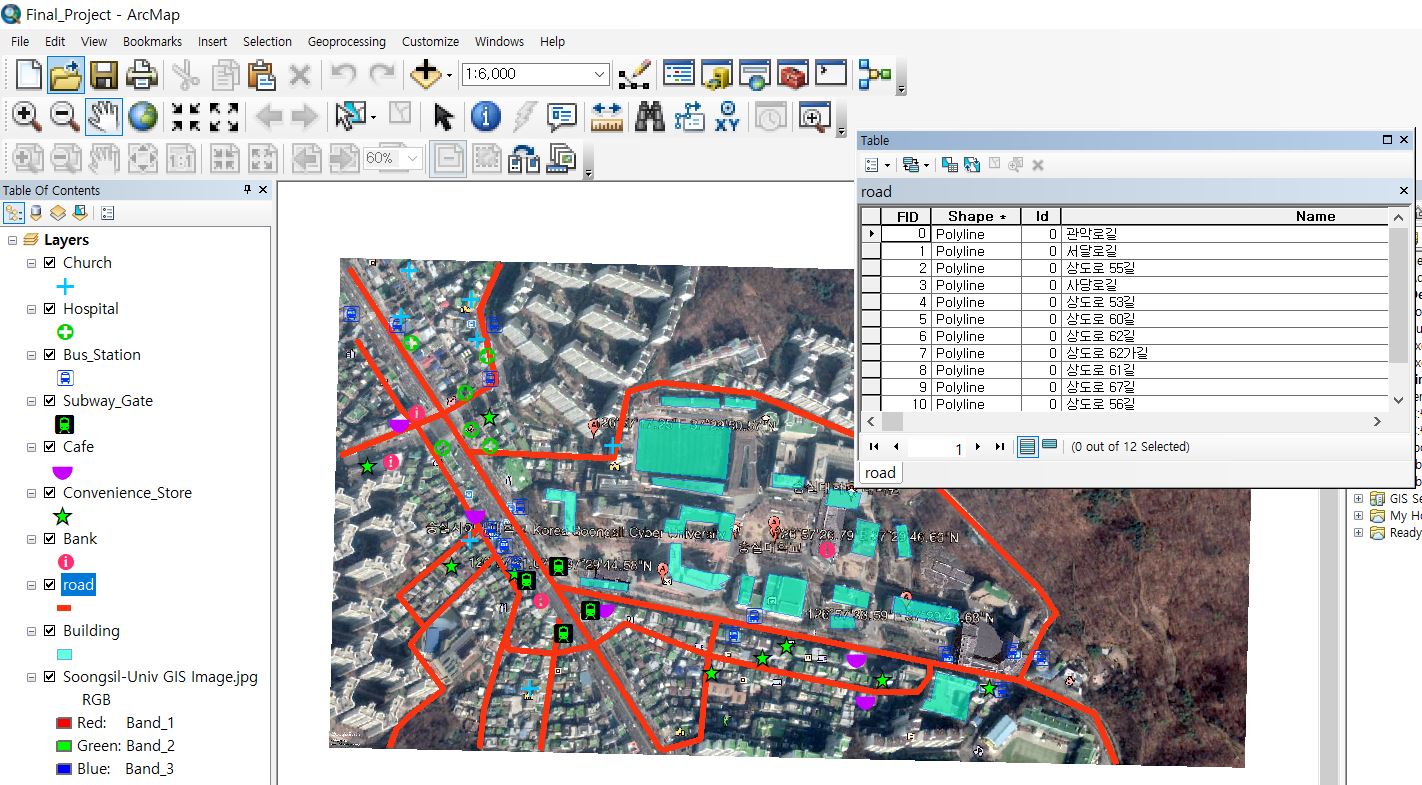 Final_Project - ArcMap
File Edit View Bookmarks Insert Selection Geoprocessing Customize Windows Help
1:6,000
1:1 60%
XY
Table Of Contents
Layers
Church
Hospital
Bus_Station
Subway_Gate
Cafe
Convenience_Store
Bank
road
Building
Soongsil-Univ GIS Image.jpg
RGB
Red: Band_1
Green: Band_2
Blue: Band_3
Table
road
FID Shape * Id Name
0 Polyline 0 관악로길
1 Polyline 0 서달로길
2 Polyline 0 상도로 55길
3 Polyline 0 사당로길
4 Polyline 0 상도로 53길
5 Polyline 0 상도로 60길
6 Polyline 0 상도로 62길
7 Polyline 0 상도로 62가길
8 Polyline 0 상도로 61길
9 Polyline 0 상도로 67길
10 Polyline 0 상도로 56길
1 (0 out of 12 Selected)
road
Korea Soongsil Cyber University
숭실대학교
GIS Se
My Ho
Ready